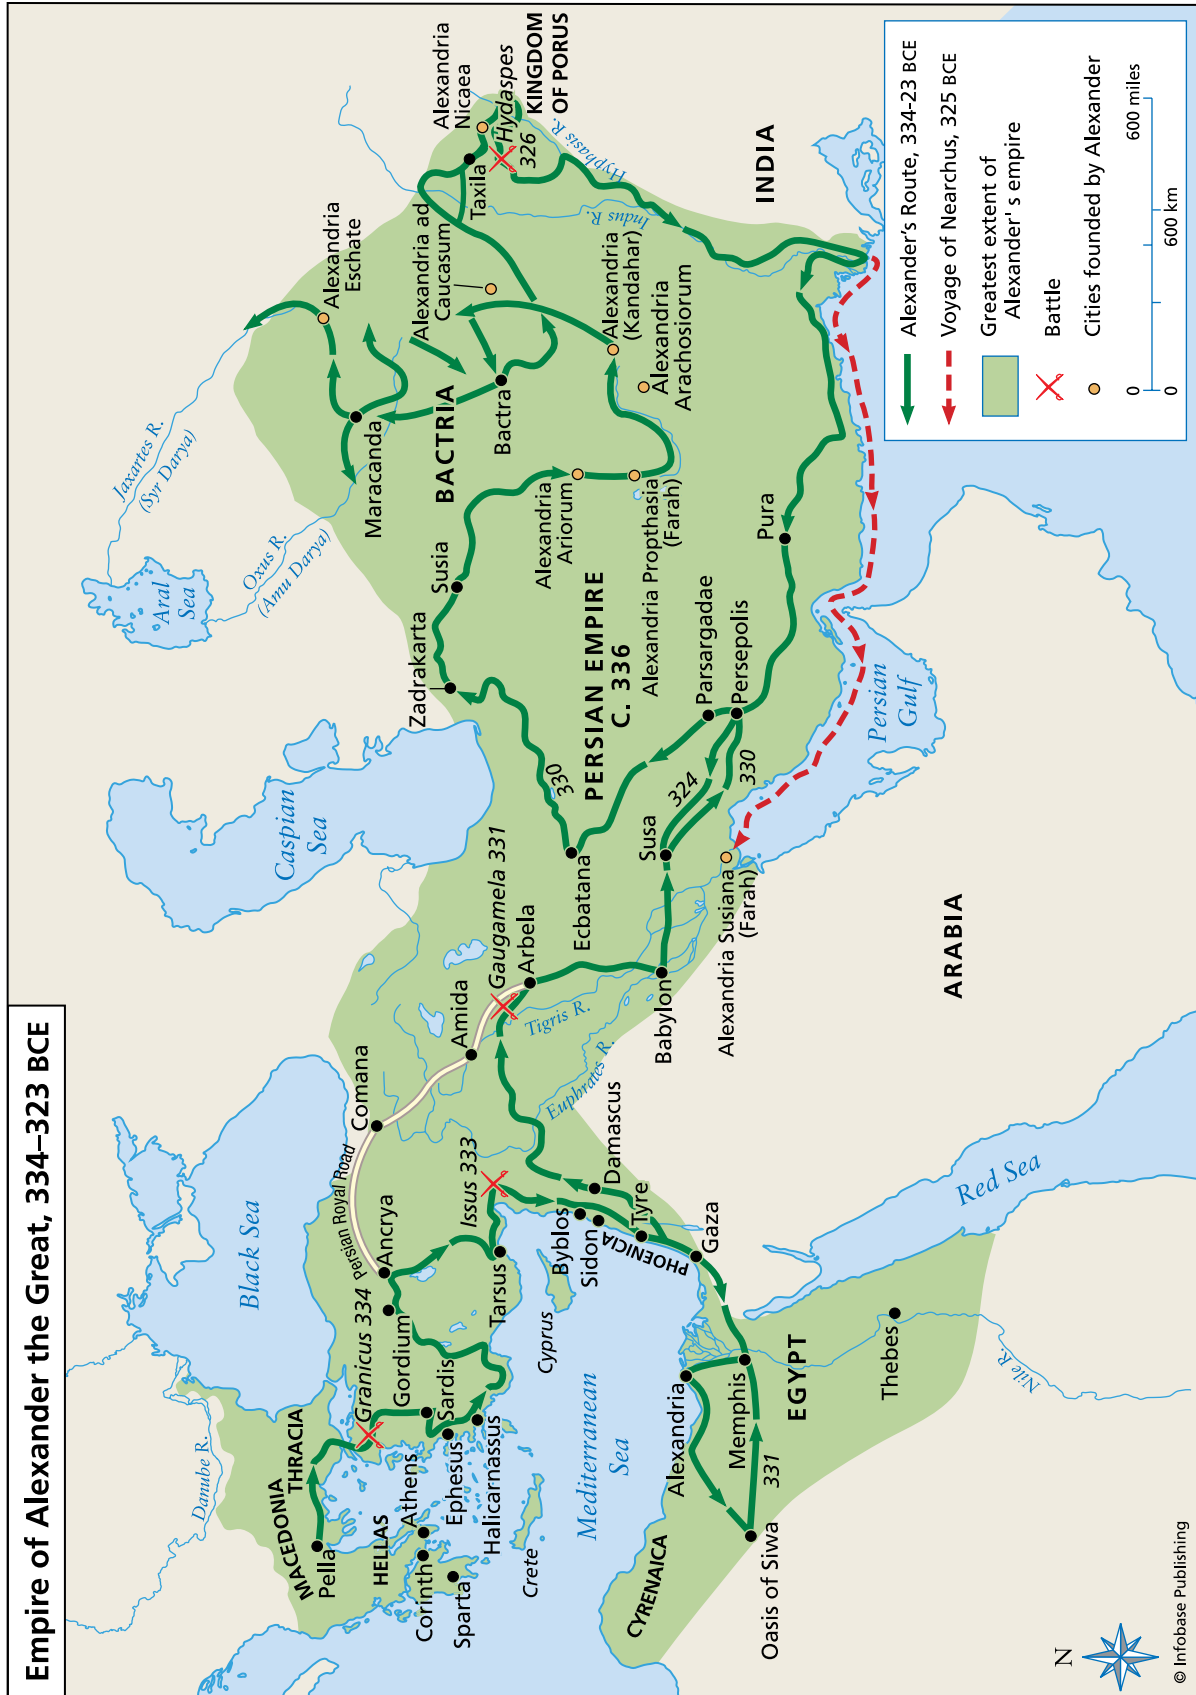 Empire of Alexander the Great, 334–323 BCE
Danube R.
Black Sea
Caspian
Sea
Aral
Sea
Jaxartes R.
(Syr Darya)
Oxus R.
(Amu Darya)
MACEDONIA
THRACIA
Pella
HELLAS
Corinth
Athens
Sparta
Granicus 334
Gordium
Sardis
Ephesus
Halicarnassus
Crete
Persian Royal Road
Ancrya
Comana
Amida
Issus 333
Tarsus
Cyprus
Mediterranean
Sea
Byblos
Sidon
PHOENICIA
Tyre
Damascus
Gaza
CYRENAICA
Alexandria
Memphis
331
Oasis of Siwa
EGYPT
Thebes
Nile R.
Red Sea
Gaugamela 331
Arbela
Tigris R.
Euphrates R.
Babylon
Ecbatana
330
Susa
324
330
Alexandria Susiana
(Farah)
ARABIA
PERSIAN EMPIRE
C. 336
Parsargadae
Persepolis
Persian
Gulf
Pura
Zadrakarta
Susia
Alexandria
Ariorum
Alexandria Propthasia
(Farah)
Maracanda
BACTRIA
Bactra
Alexandria
Eschate
Alexandria ad
Caucasum
Alexandria
(Kandahar)
Alexandria
Arachosiorum
Taxila
Alexandria
Nicaea
Hydaspes
326
KINGDOM
OF PORUS
Hyphasis R.
Indus R.
INDIA
Alexander's Route, 334-23 BCE
Voyage of Nearchus, 325 BCE
Greatest extent of
Alexander' s empire
Battle
Cities founded by Alexander
0
600 miles
0
600 km
N
© Infobase Publishing